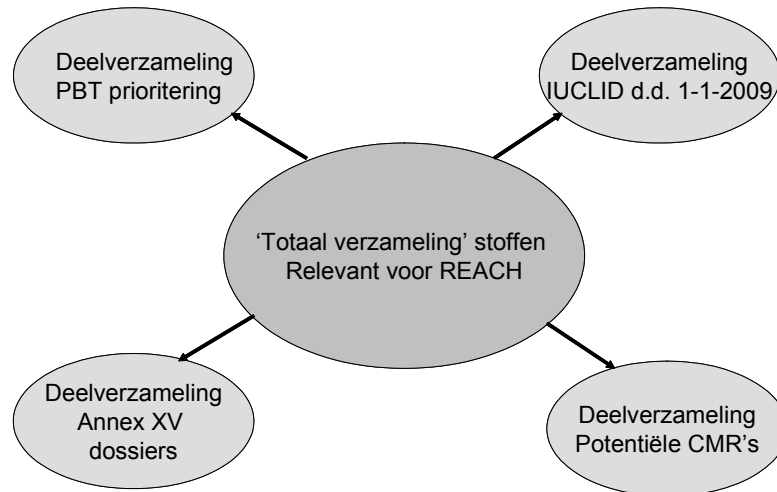 Deelverzameling
PBT prioritering
Deelverzameling
IUCLID d.d. 1-1-2009
‘Totaal verzameling’ stoffen
Relevant voor REACH
Deelverzameling
Annex XV
dossiers
Deelverzameling
Potentiële CMR’s